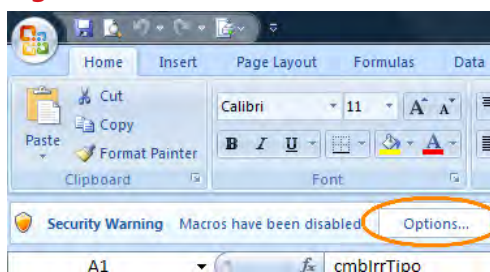 Home Insert Page Layout Formulas Data
Cut
Calibri 11 A A
Copy
Paste
Format Painter
B I U A
Clipboard Font
Security Warning Macros have been disabled Options...
A1 fx cmbIrrTipo